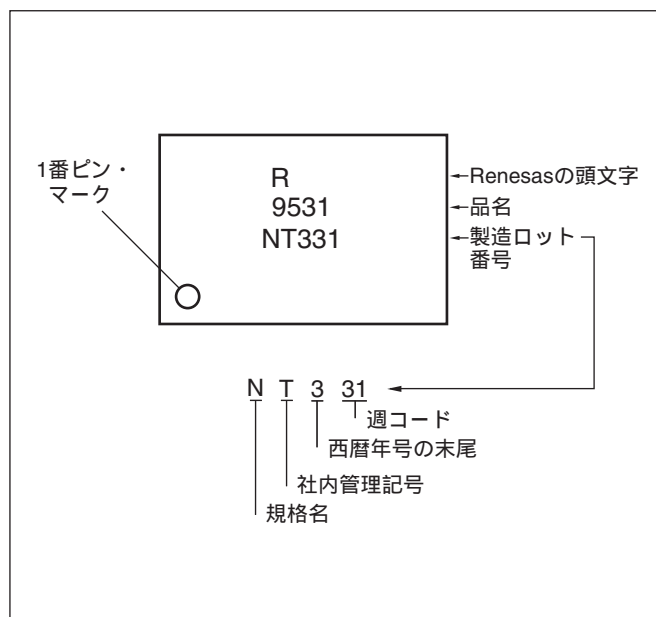 1番ピン・
マーク
R
9531
NT331
Renesasの頭文字
品名
製造ロット
番号
N T 3 31
週コード
西暦年号の末尾
社内管理記号
規格名